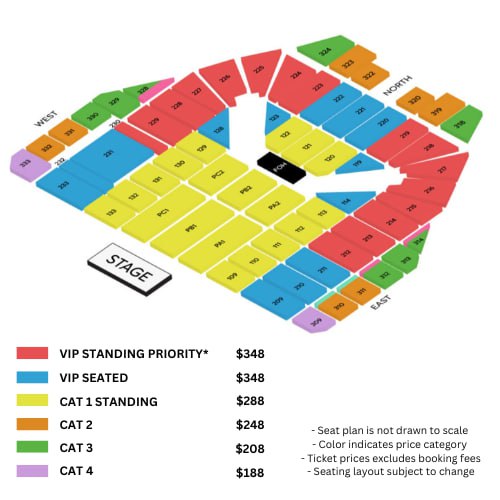 324
323
322
NORTH
225
226
224
227
228
229
223
222
221
220
219
218
217
216
215
214
213
212
211
210
209
320
319
318
WEST
228
329
330
331
332
333
230
231
232
233
128
129
130
131
132
133
123
122
121
120
119
FOH
PC2
PB2
PA2
PC1
PB1
PA1
114
113
112
111
110
109
314
313
312
311
310
309
EAST
STAGE
VIP STANDING PRIORITY* $348
VIP SEATED $348
CAT 1 STANDING $288
CAT 2 $248
CAT 3 $208
CAT 4 $188
- Seat plan is not drawn to scale
- Color indicates price category
- Ticket prices excludes booking fees
- Seating layout subject to change